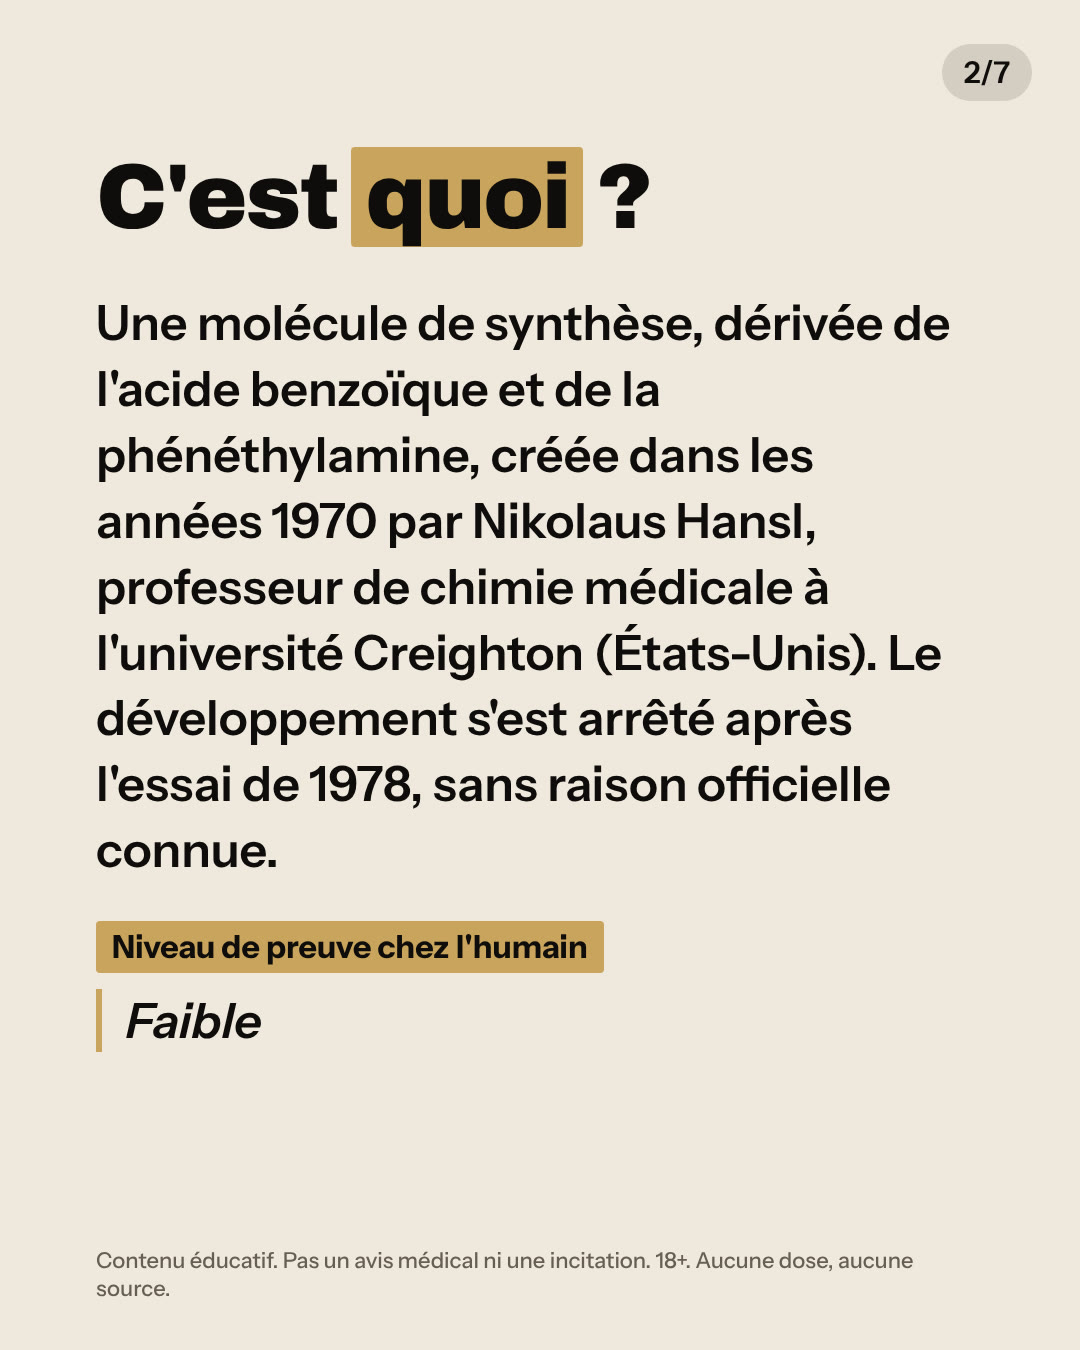 2/7
C'est quoi ?
Une molécule de synthèse, dérivée de
l'acide benzoïque et de la
phénéthylamine, créée dans les
années 1970 par Nikolaus Hansl,
professeur de chimie médicale à
l'université Creighton (États-Unis). Le
développement s'est arrêté après
l'essai de 1978, sans raison officielle
connue.
Niveau de preuve chez l'humain
Faible
Contenu éducatif. Pas un avis médical ni une incitation. 18+. Aucune dose, aucune
source.